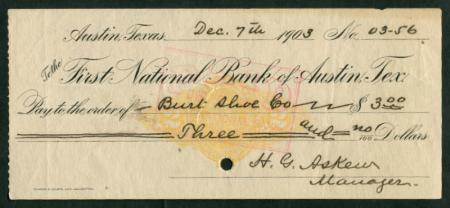 Austin, Texas, Dec. 7th 1903 No. 03-56
To the First National Bank of Austin, Tex.
Pay to the order of Burt Shoe Co $ 3.00
Three and no/100 Dollars
H. G. Askew
Manager.